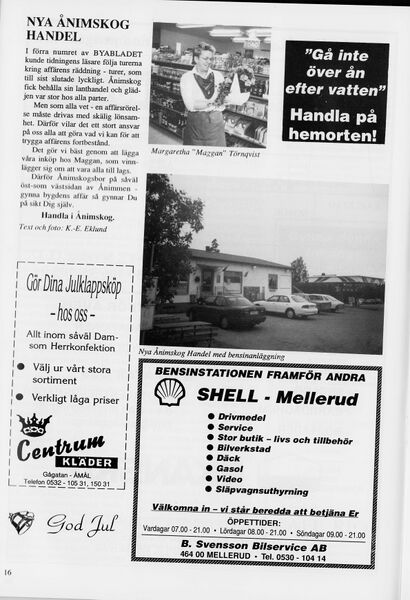 NYA ÅNIMSKOG
HANDEL
I förra numret av BYABLADET
kunde tidningens läsare följa turerna
kring affärens räddning - turer, som
till sist slutade lyckligt. Ånimskog
fick behålla sin lanthandel och gläd-
jen var stor hos alla parter.
Men som alla vet - en affärsrörel-
se måste drivas med skälig lönsam-
het. Därför vilar det ett stort ansvar
på oss alla att göra vad vi kan för att
trygga affärens fortbestånd.
Det gör vi bäst genom att lägga
våra inköp hos Maggan, som vinn-
lägger sig om att vara alla till lags.
Därför Ånimskogsbor på såväl
öst-som västsidan av Ånimmen -
gynna bygdens affär så gynnar Du
på sikt Dig själv.
Handla i Ånimskog.
Text och foto: K.-E. Eklund
Margaretha "Maggan" Törnqvist
"Gå inte
över ån
efter vatten"
Handla på
hemorten!
Nya Ånimskog Handel med bensinanläggning
Gör Dina Julklappsköp
- hos oss -
Allt inom såväl Dam-
som Herrkonfektion
• Välj ur vårt stora
sortiment
• Verkligt låga priser
Centrum
KLÄDER
Gågatan - ÅMÅL
Telefon 0532 - 105 31, 150 31
God Jul
BENSINSTATIONEN FRAMFÖR ANDRA
SHELL - Mellerud
• Drivmedel
• Service
• Stor butik – livs och tillbehör
• Bilverkstad
• Däck
• Gasol
• Video
• Släpvagnsuthyrning
Välkomna in – vi står beredda att betjäna Er
ÖPPETTIDER:
Vardagar 07.00 - 21.00 • Lördagar 08.00 - 21.00 • Söndagar 09.00 - 21.00
B. Svensson Bilservice AB
464 00 MELLERUD • Tel. 0530 - 104 14
16